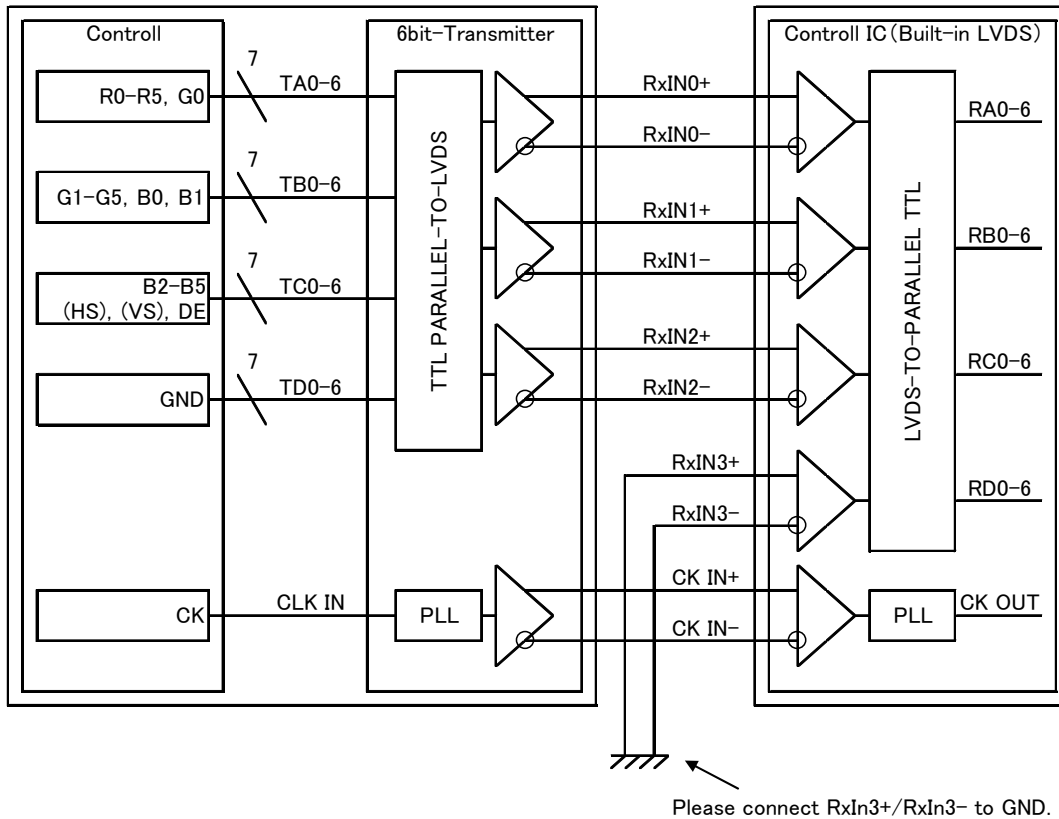 Controll
6bit-Transmitter
Controll IC(Built-in LVDS)
R0-R5, G0
7
TA0-6
G1-G5, B0, B1
7
TB0-6
B2-B5
(HS), (VS), DE
7
TC0-6
GND
7
TD0-6
CK
CLK IN
TTL PARALLEL-TO-LVDS
PLL
RxIN0+
RxIN0-
RxIN1+
RxIN1-
RxIN2+
RxIN2-
RxIN3+
RxIN3-
CK IN+
CK IN-
LVDS-TO-PARALLEL TTL
PLL
RA0-6
RB0-6
RC0-6
RD0-6
CK OUT
Please connect RxIn3+/RxIn3- to GND.